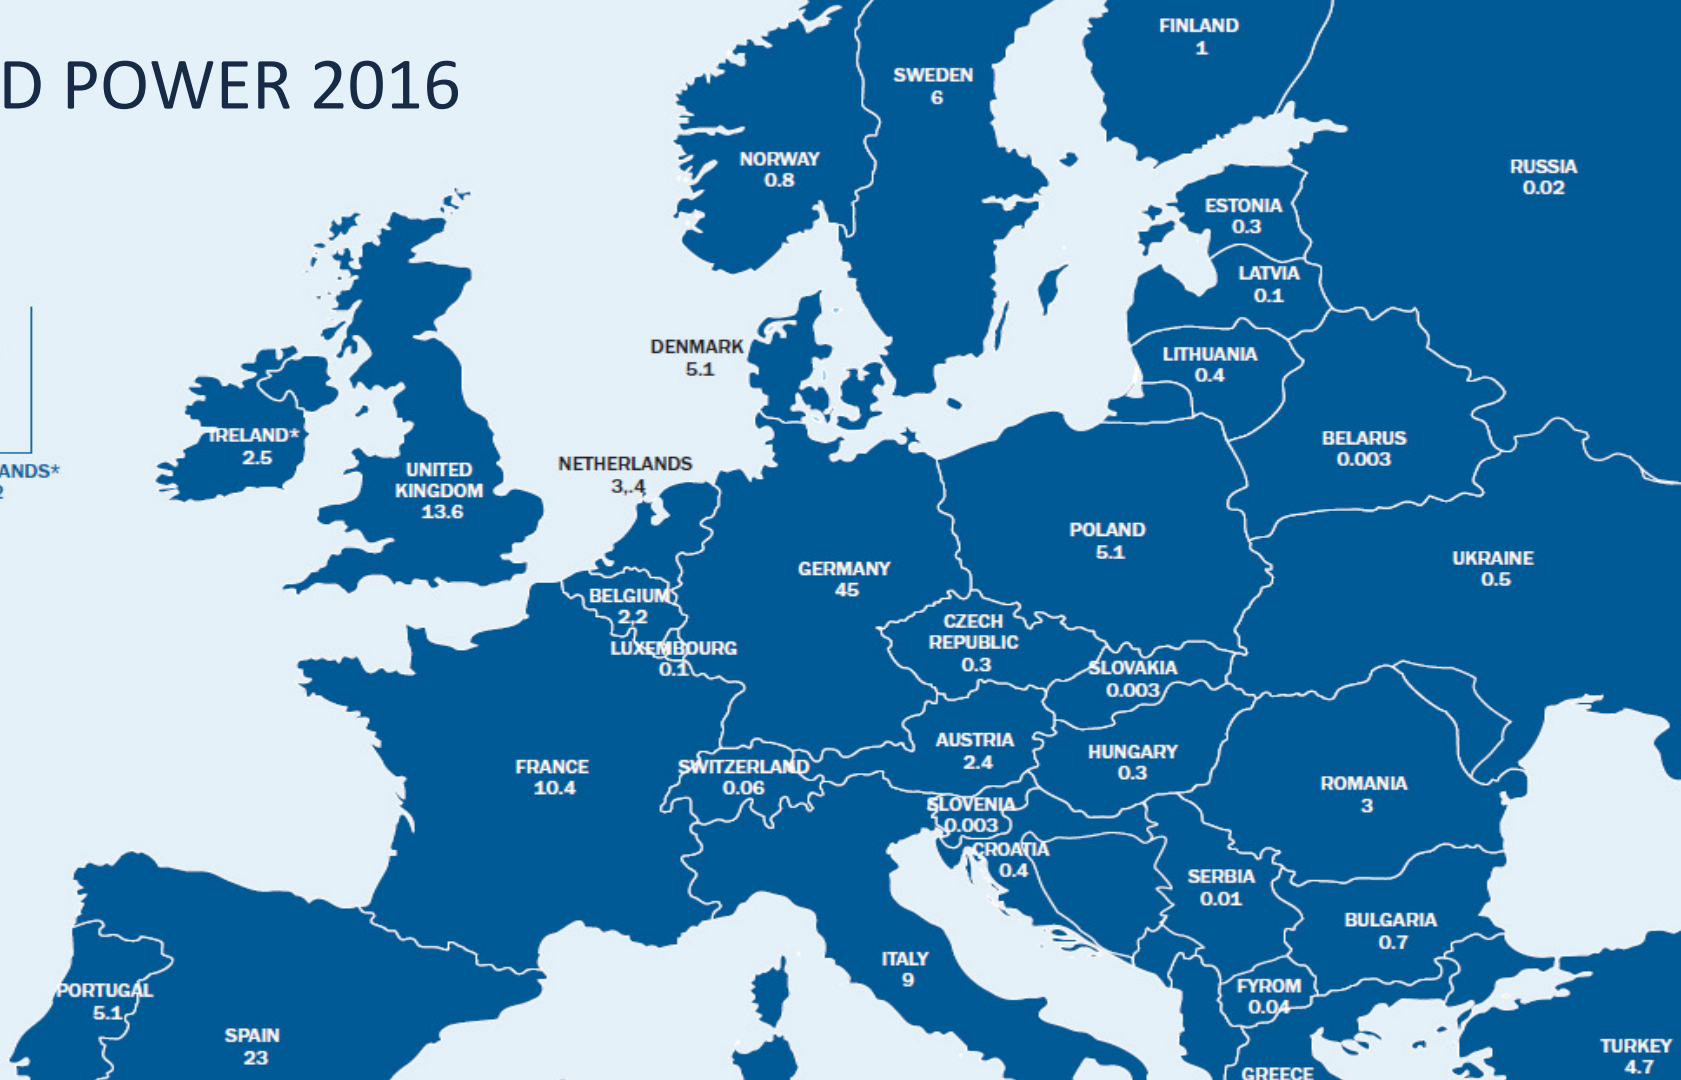 D POWER 2016
FINLAND
1
SWEDEN
6
NORWAY
0.8
RUSSIA
0.02
ESTONIA
0.3
LATVIA
0.1
DENMARK
5.1
LITHUANIA
0.4
IRELAND*
2.5
BELARUS
0.003
ANDS*
2
UNITED
KINGDOM
13.6
NETHERLANDS
3,.4
POLAND
5.1
UKRAINE
0.5
GERMANY
45
BELGIUM
2,2
CZECH
REPUBLIC
0.3
LUXEMBOURG
0.1
SLOVAKIA
0.003
AUSTRIA
2.4
HUNGARY
0.3
FRANCE
10.4
SWITZERLAND
0.06
ROMANIA
3
SLOVENIA
0.003
CROATIA
0.4
SERBIA
0.01
BULGARIA
0.7
ITALY
9
PORTUGAL
5.1
FYROM
0.04
SPAIN
23
TURKEY
4.7
GREECE